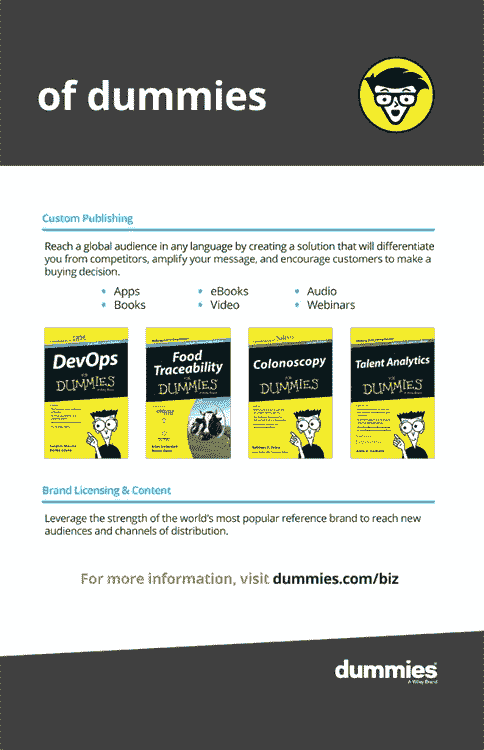 of dummies
Custom Publishing
Reach a global audience in any language by creating a solution that will differentiate
you from competitors, amplify your message, and encourage customers to make a
buying decision.
• Apps • eBooks • Audio
• Books • Video • Webinars
DevOps
FOR
DUMMIES
Food
Traceability
FOR
DUMMIES
Colonoscopy
FOR
DUMMIES
Talent Analytics
FOR
DUMMIES
Brand Licensing & Content
Leverage the strength of the world's most popular reference brand to reach new
audiences and channels of distribution.
For more information, visit dummies.com/biz
dummies®
A Wiley Brand